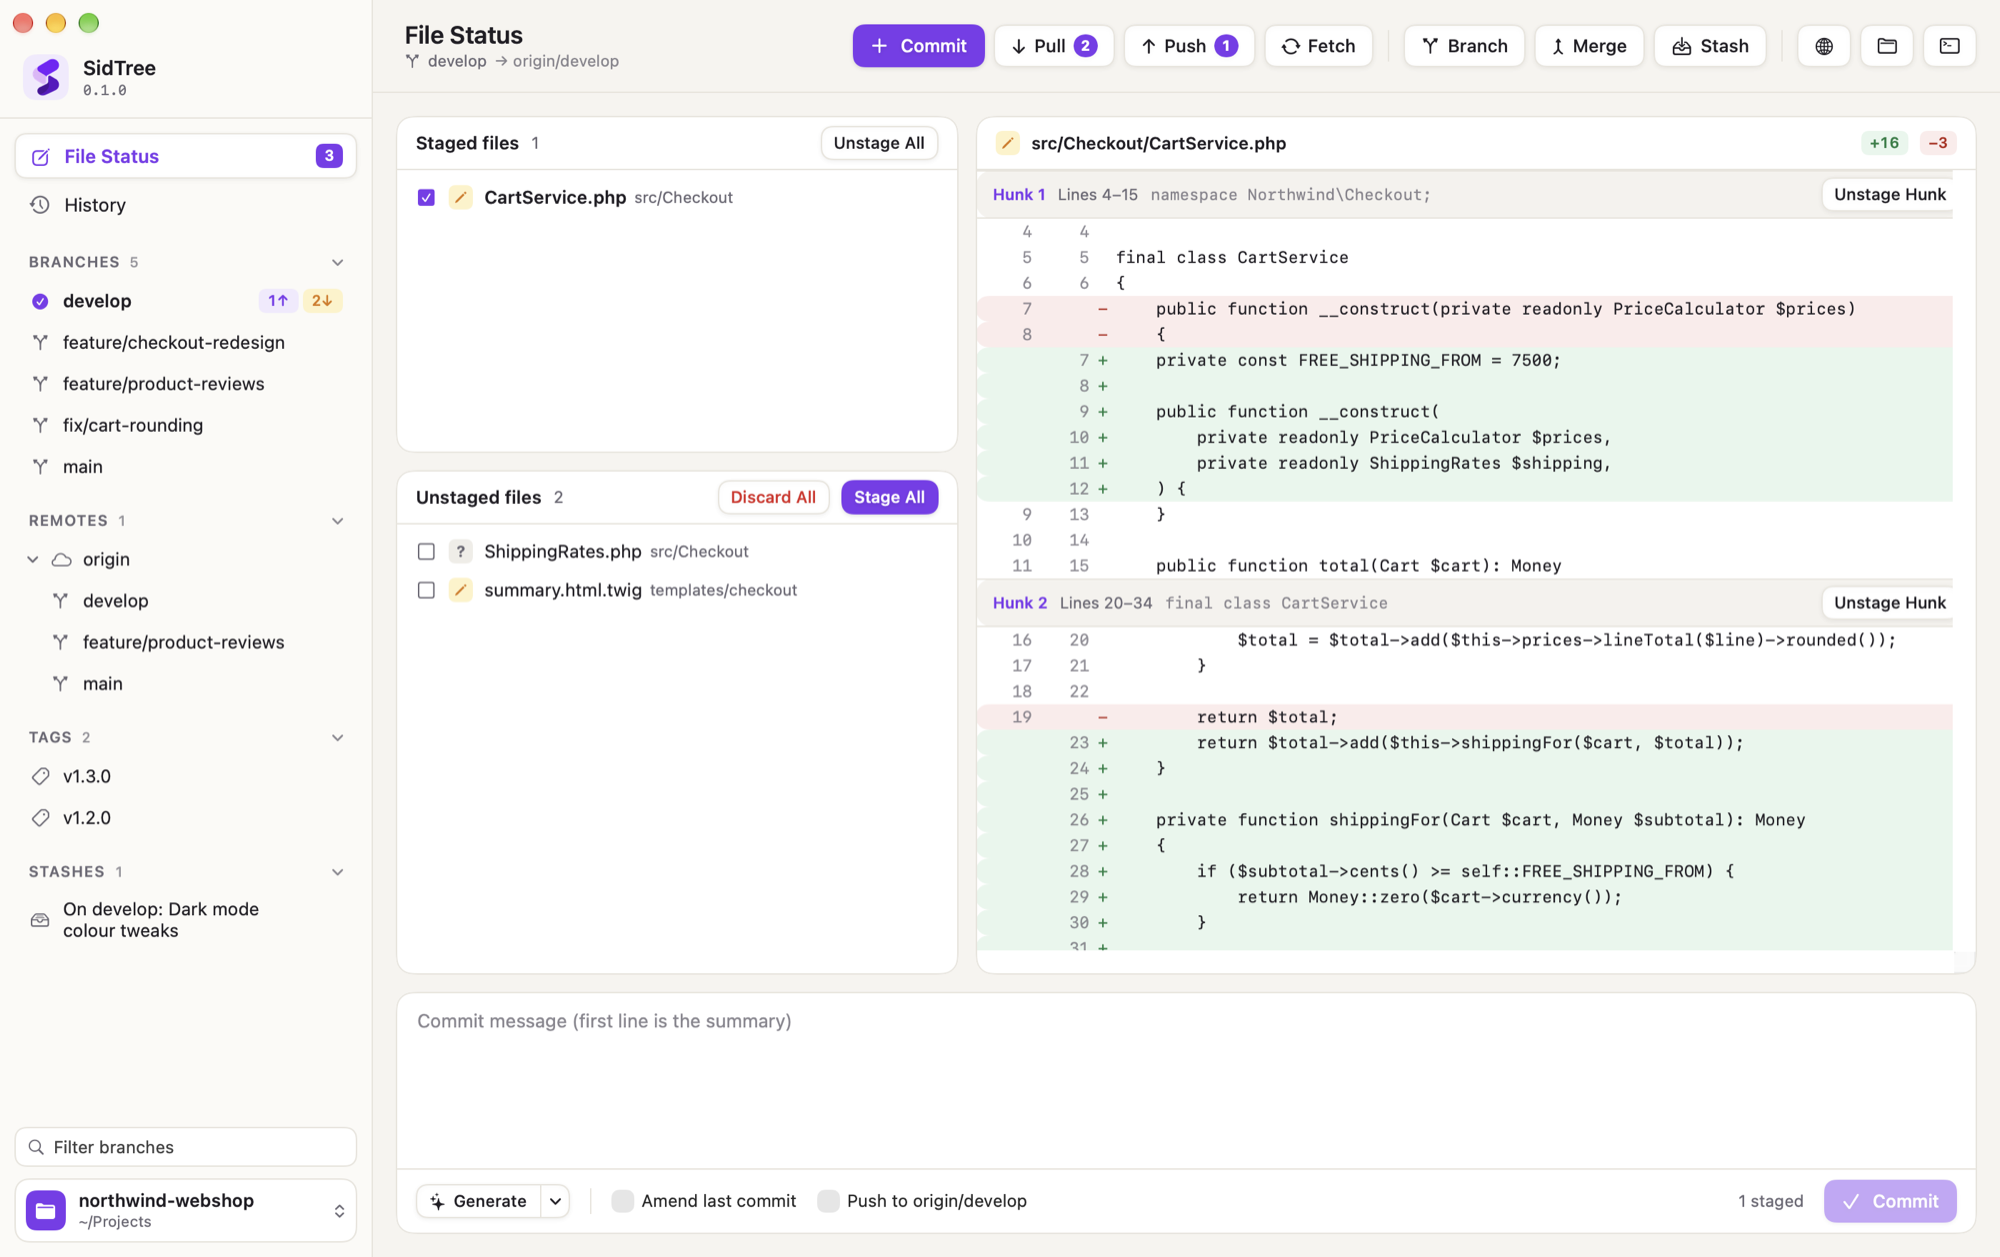 SidTree
0.1.0
File Status 3
History
BRANCHES 5
develop 1↑ 2↓
feature/checkout-redesign
feature/product-reviews
fix/cart-rounding
main
REMOTES 1
origin
develop
feature/product-reviews
main
TAGS 2
v1.3.0
v1.2.0
STASHES 1
On develop: Dark mode
colour tweaks
Filter branches
northwind-webshop
~/Projects
File Status
develop → origin/develop
+ Commit
↓ Pull 2
↑ Push 1
Fetch
Branch
Merge
Stash
Staged files 1 Unstage All
CartService.php src/Checkout
Unstaged files 2 Discard All Stage All
? ShippingRates.php src/Checkout
summary.html.twig templates/checkout
src/Checkout/CartService.php +16 −3
Hunk 1 Lines 4–15 namespace Northwind\Checkout; Unstage Hunk
4 4
5 5 final class CartService
6 6 {
7 − public function __construct(private readonly PriceCalculator $prices)
8 − {
7 + private const FREE_SHIPPING_FROM = 7500;
8 +
9 + public function __construct(
10 + private readonly PriceCalculator $prices,
11 + private readonly ShippingRates $shipping,
12 + ) {
9 13 }
10 14
11 15 public function total(Cart $cart): Money
Hunk 2 Lines 20–34 final class CartService Unstage Hunk
16 20 $total = $total->add($this->prices->lineTotal($line)->rounded());
17 21 }
18 22
19 − return $total;
23 + return $total->add($this->shippingFor($cart, $total));
24 + }
25 +
26 + private function shippingFor(Cart $cart, Money $subtotal): Money
27 + {
28 + if ($subtotal->cents() >= self::FREE_SHIPPING_FROM) {
29 + return Money::zero($cart->currency());
30 + }
31 +
Commit message (first line is the summary)
Generate
Amend last commit
Push to origin/develop
1 staged
Commit